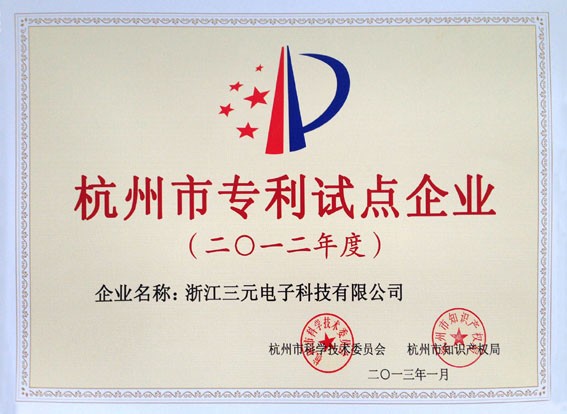 杭州市专利试点企业
（二〇一二年度）
企业名称：浙江三元电子科技有限公司
杭州市科学技术委员会 杭州市知识产权局
二〇一三年一月